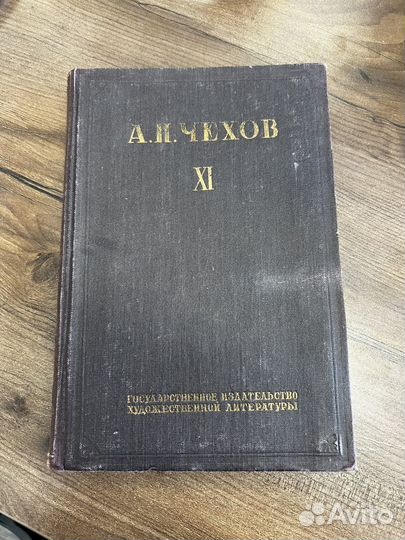 А.П.ЧЕХОВ
XI
ГОСУДАРСТВЕННОЕ ИЗДАТЕЛЬСТВО
ХУДОЖЕСТВЕННОЙ ЛИТЕРАТУРЫ
Avito